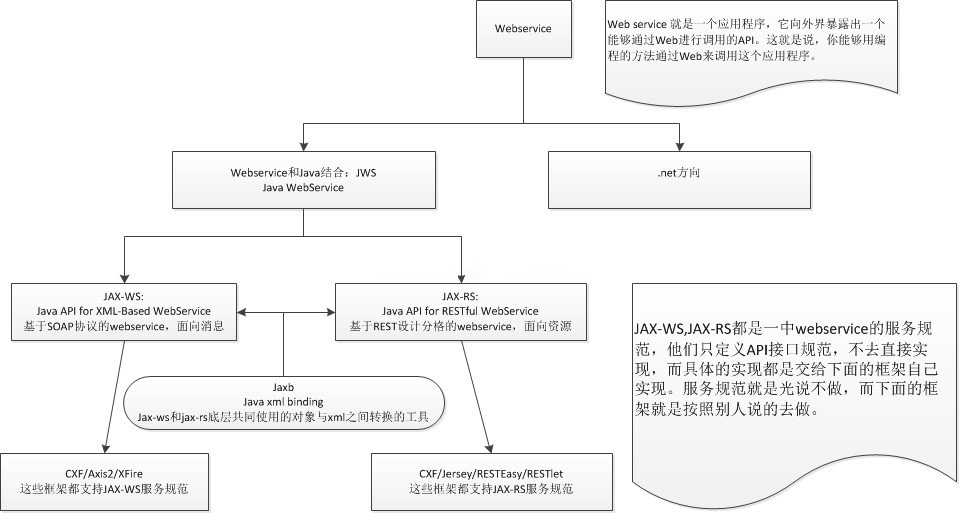 Webservice
Web service 就是一个应用程序，它向外界暴露出一个
能够通过Web进行调用的API。这就是说，你能够用编
程的方法通过Web来调用这个应用程序。
Webservice和Java结合：JWS
Java WebService
.net方向
JAX-WS:
Java API for XML-Based WebService
基于SOAP协议的webservice，面向消息
JAX-RS:
Java API for RESTful WebService
基于REST设计分格的webservice，面向资源
JAX-WS,JAX-RS都是一中webservice的服务规
范，他们只定义API接口规范，不去直接实
现，而具体的实现都是交给下面的框架自己
实现。服务规范就是光说不做，而下面的框
架就是按照别人说的去做。
Jaxb
Java xml binding
Jax-ws和jax-rs底层共同使用的对象与xml之间转换的工具
CXF/Axis2/XFire
这些框架都支持JAX-WS服务规范
CXF/Jersey/RESTEasy/RESTlet
这些框架都支持JAX-RS服务规范